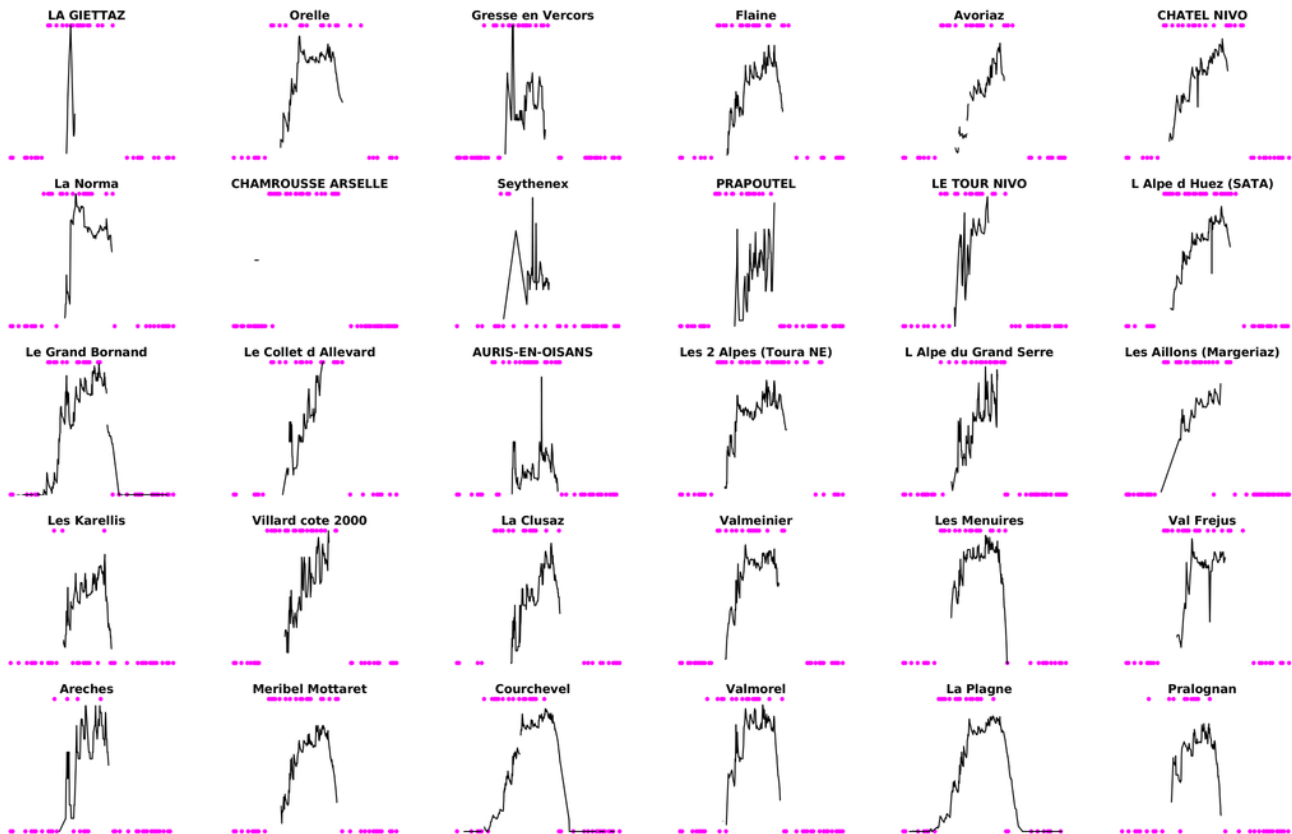 LA GIETTAZ
Orelle
Gresse en Vercors
Flaine
Avoriaz
CHATEL NIVO
La Norma
CHAMROUSSE ARSELLE
Seythenex
PRAPOUTEL
LE TOUR NIVO
L Alpe d Huez (SATA)
Le Grand Bornand
Le Collet d Allevard
AURIS-EN-OISANS
Les 2 Alpes (Toura NE)
L Alpe du Grand Serre
Les Aillons (Margeriaz)
Les Karellis
Villard cote 2000
La Clusaz
Valmeinier
Les Menuires
Val Frejus
Areches
Meribel Mottaret
Courchevel
Valmorel
La Plagne
Pralognan